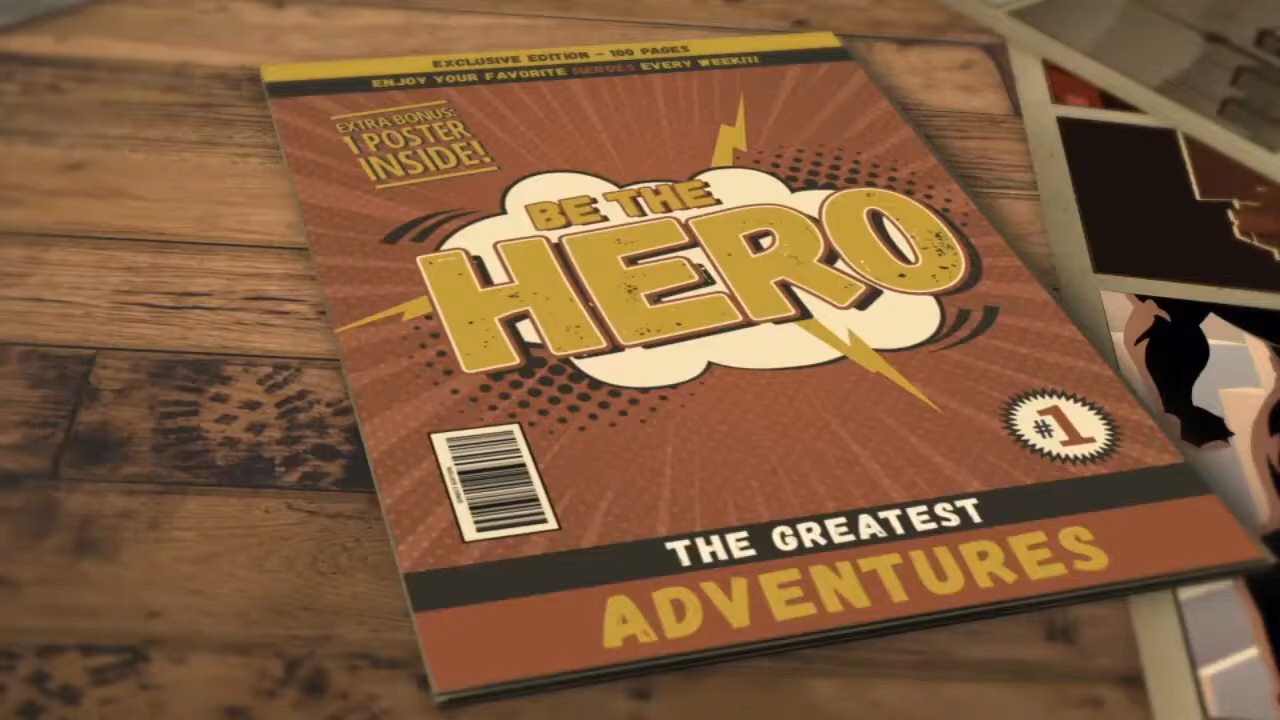 EXCLUSIVE EDITION - 100 PAGES
ENJOY YOUR FAVORITE HEROES EVERY WEEK!!!
EXTRA BONUS:
1 POSTER
INSIDE!
BE THE
HERO
#1
THE GREATEST
ADVENTURES